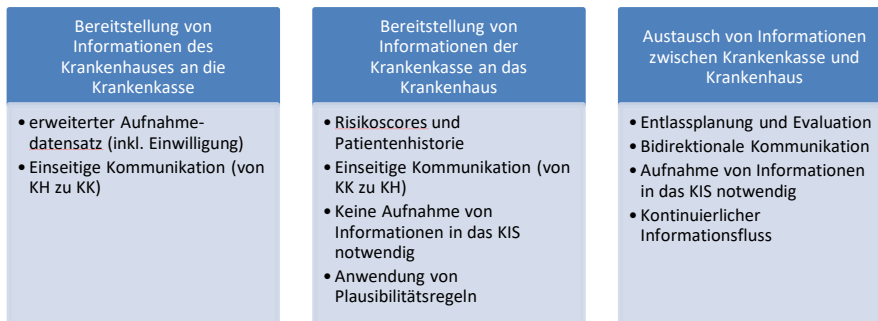 Bereitstellung von
Informationen des
Krankenhauses an die
Krankenkasse
• erweiterter Aufnahme-
datensatz (inkl. Einwilligung)
• Einseitige Kommunikation (von
KH zu KK)
Bereitstellung von
Informationen der
Krankenkasse an das
Krankenhaus
• Risikoscores und
Patientenhistorie
• Einseitige Kommunikation (von
KK zu KH)
• Keine Aufnahme von
Informationen in das KIS
notwendig
• Anwendung von
Plausibilitätsregeln
Austausch von Informationen
zwischen Krankenkasse und
Krankenhaus
• Entlassplanung und Evaluation
• Bidirektionale Kommunikation
• Aufnahme von Informationen
in das KIS notwendig
• Kontinuierlicher
Informationsfluss